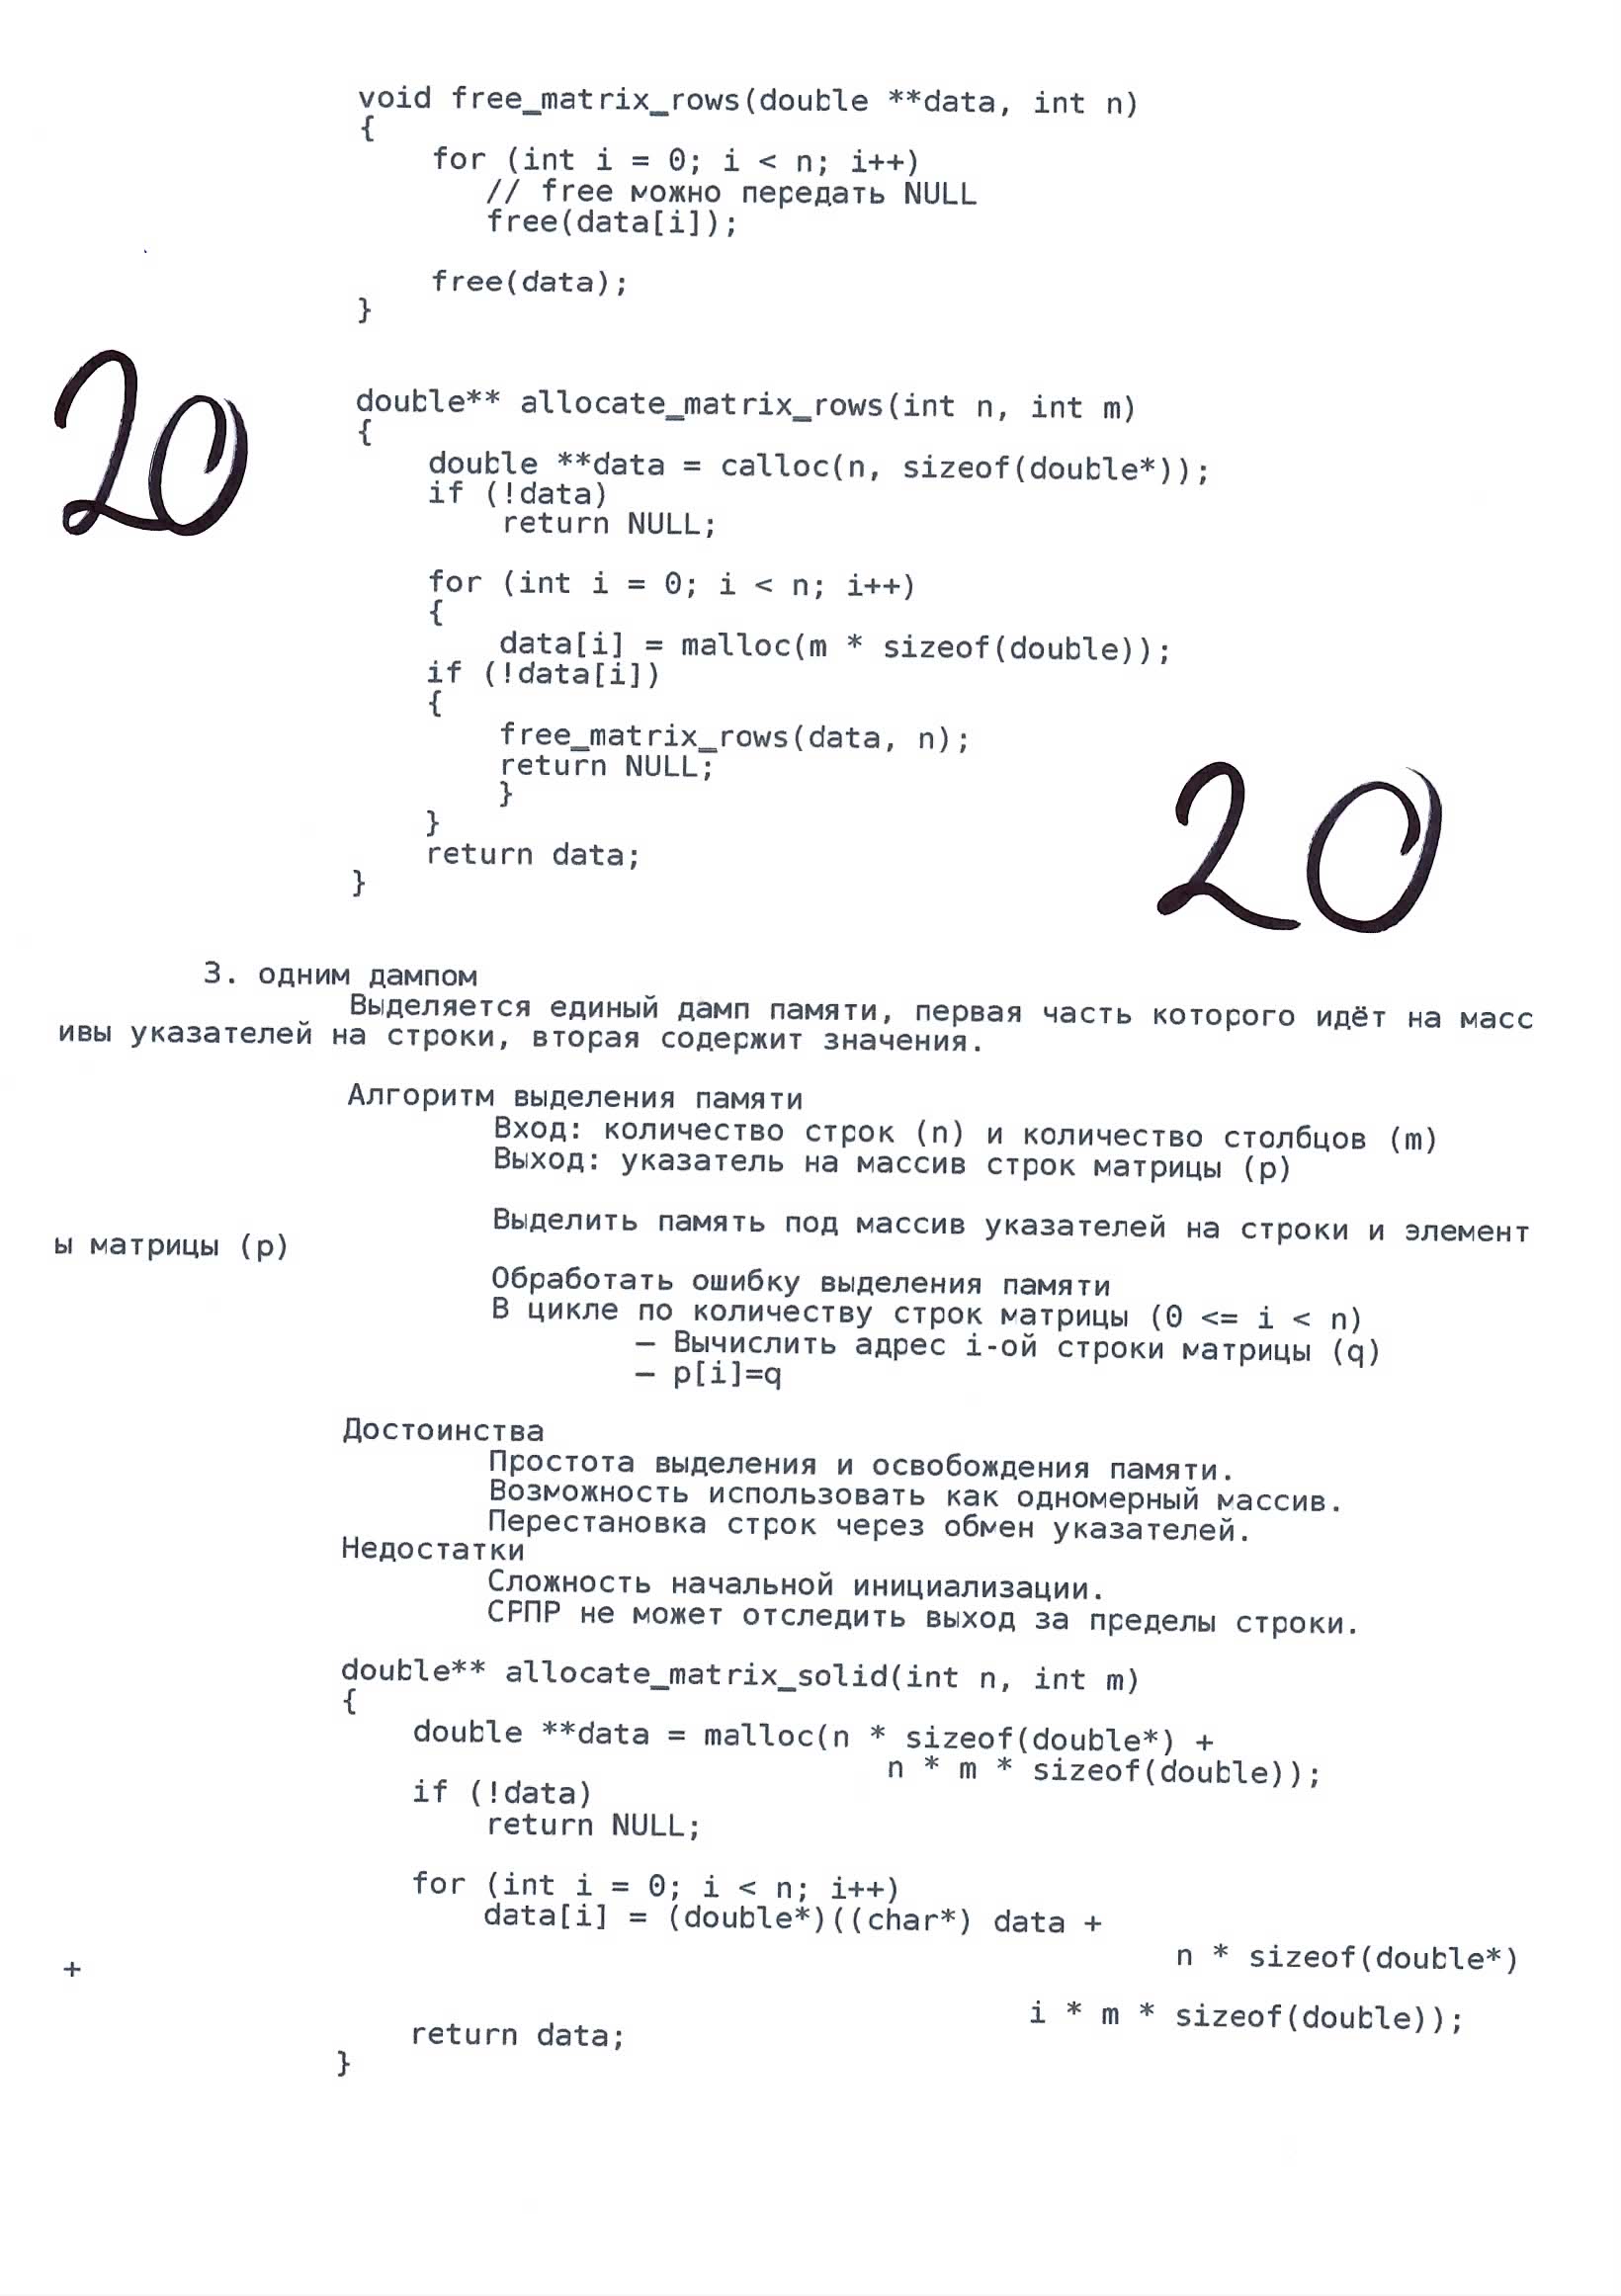 void free_matrix_rows(double **data, int n)
{
    for (int i = 0; i < n; i++)
       // free можно передать NULL
       free(data[i]);

    free(data);
}

20

double** allocate_matrix_rows(int n, int m)
{
    double **data = calloc(n, sizeof(double*));
    if (!data)
        return NULL;

    for (int i = 0; i < n; i++)
    {
        data[i] = malloc(m * sizeof(double));
    if (!data[i])
    {
        free_matrix_rows(data, n);
        return NULL;
        }
    }
    return data;
}

20

3. одним дампом
Выделяется единый дамп памяти, первая часть которого идёт на масс
ивы указателей на строки, вторая содержит значения.

Алгоритм выделения памяти
Вход: количество строк (n) и количество столбцов (m)
Выход: указатель на массив строк матрицы (p)

Выделить память под массив указателей на строки и элемент
ы матрицы (p)
Обработать ошибку выделения памяти
В цикле по количеству строк матрицы (0 <= i < n)
– Вычислить адрес i-ой строки матрицы (q)
– p[i]=q

Достоинства
Простота выделения и освобождения памяти.
Возможность использовать как одномерный массив.
Перестановка строк через обмен указателей.
Недостатки
Сложность начальной инициализации.
СРПР не может отследить выход за пределы строки.

double** allocate_matrix_solid(int n, int m)
{
    double **data = malloc(n * sizeof(double*) +
                              n * m * sizeof(double));
    if (!data)
        return NULL;

    for (int i = 0; i < n; i++)
        data[i] = (double*)((char*) data +
n * sizeof(double*)
+
i * m * sizeof(double));
    return data;
}